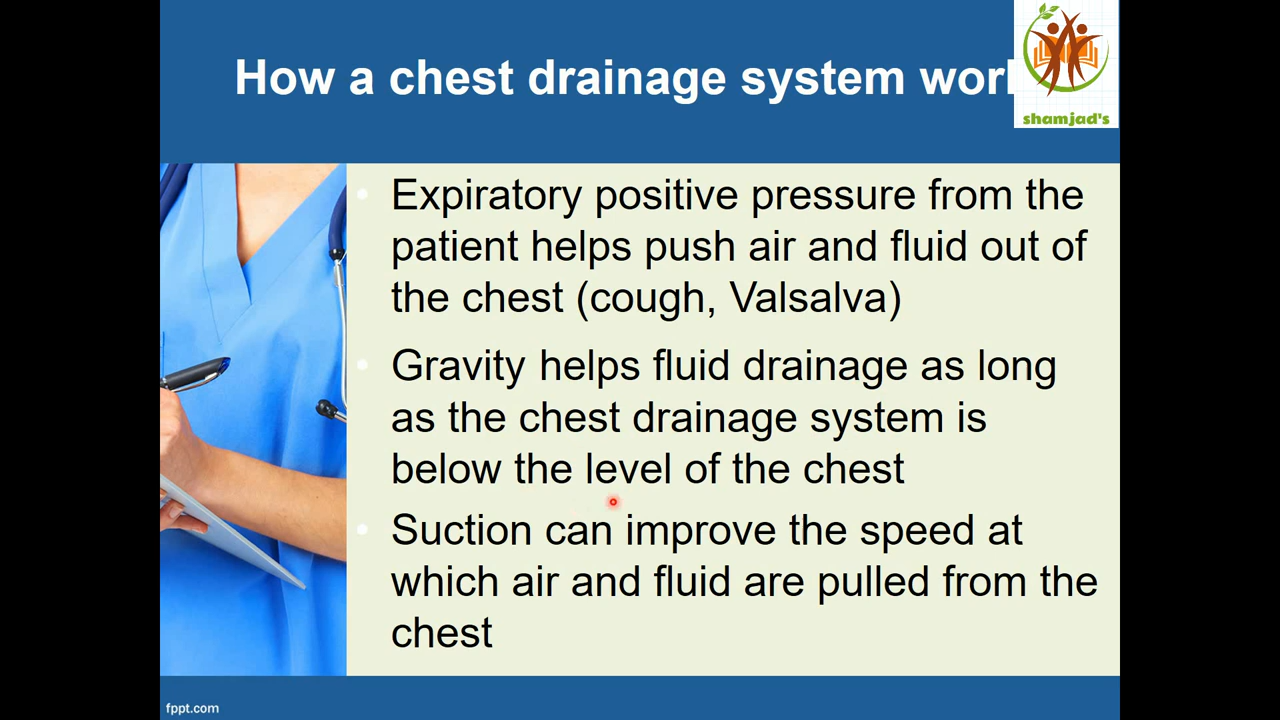 How a chest drainage system wor
shamjad's
Expiratory positive pressure from the
patient helps push air and fluid out of
the chest (cough, Valsalva)
Gravity helps fluid drainage as long
as the chest drainage system is
below the level of the chest
Suction can improve the speed at
which air and fluid are pulled from the
chest
fppt.com